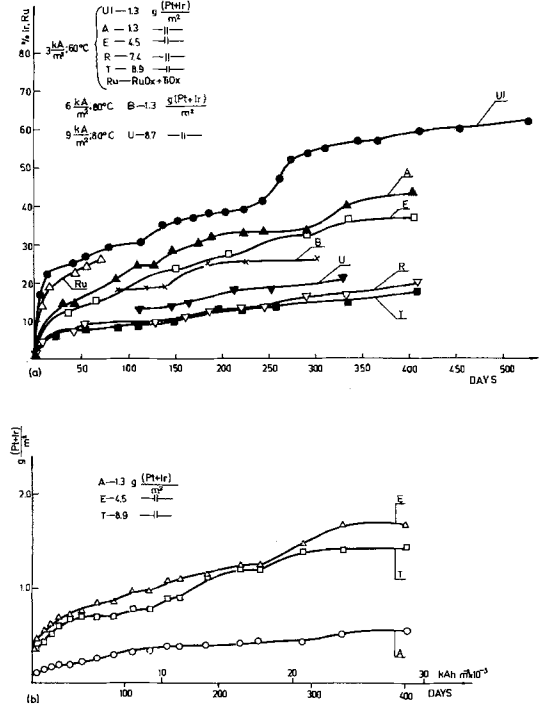 % Ir, Ru
80
60
50
40
30
20
10
3 kA/m²; 60°C
UI—1.3 g (Pt+Ir)/m²
A — 1.3 —||—
E — 4.5 —||—
R — 7.4 —||—
T — 8.9 —||—
Ru—RuOx+TiOx
6 kA/m²; 80°C B—1.3 g(Pt+Ir)/m²
9 kA/m²; 80°C U—8.7 —||—
UI
A
E
B
U
R
T
Ru
50 100 150 200 250 300 350 400 450 500
DAYS
(a)
g (Pt+Ir)/m²
2.0
1.0
A—1.3 g (Pt+Ir)/m²
E—4.5 —||—
T—8.9 —||—
E
T
A
10 20 kAh m⁻² x10⁻³ 30
100 200 300 DAYS 400
(b)